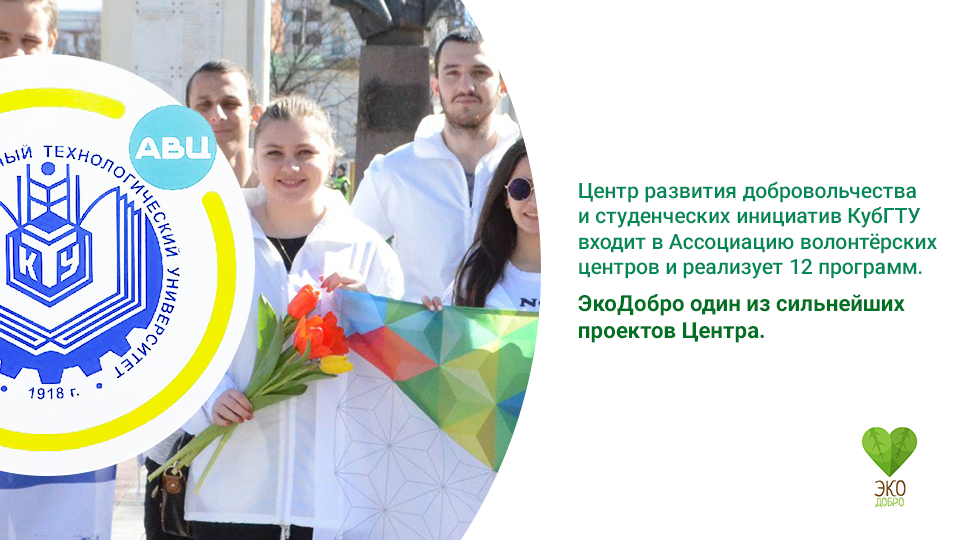 НЫЙ ТЕХНОЛОГИЧЕСКИЙ УНИВЕРСИТЕТ
АВЦ
КТУ
1918 г.
Центр развития добровольчества
и студенческих инициатив КубГТУ
входит в Ассоциацию волонтёрских
центров и реализует 12 программ.
ЭкоДобро один из сильнейших
проектов Центра.
ЭКО
ДОБРО